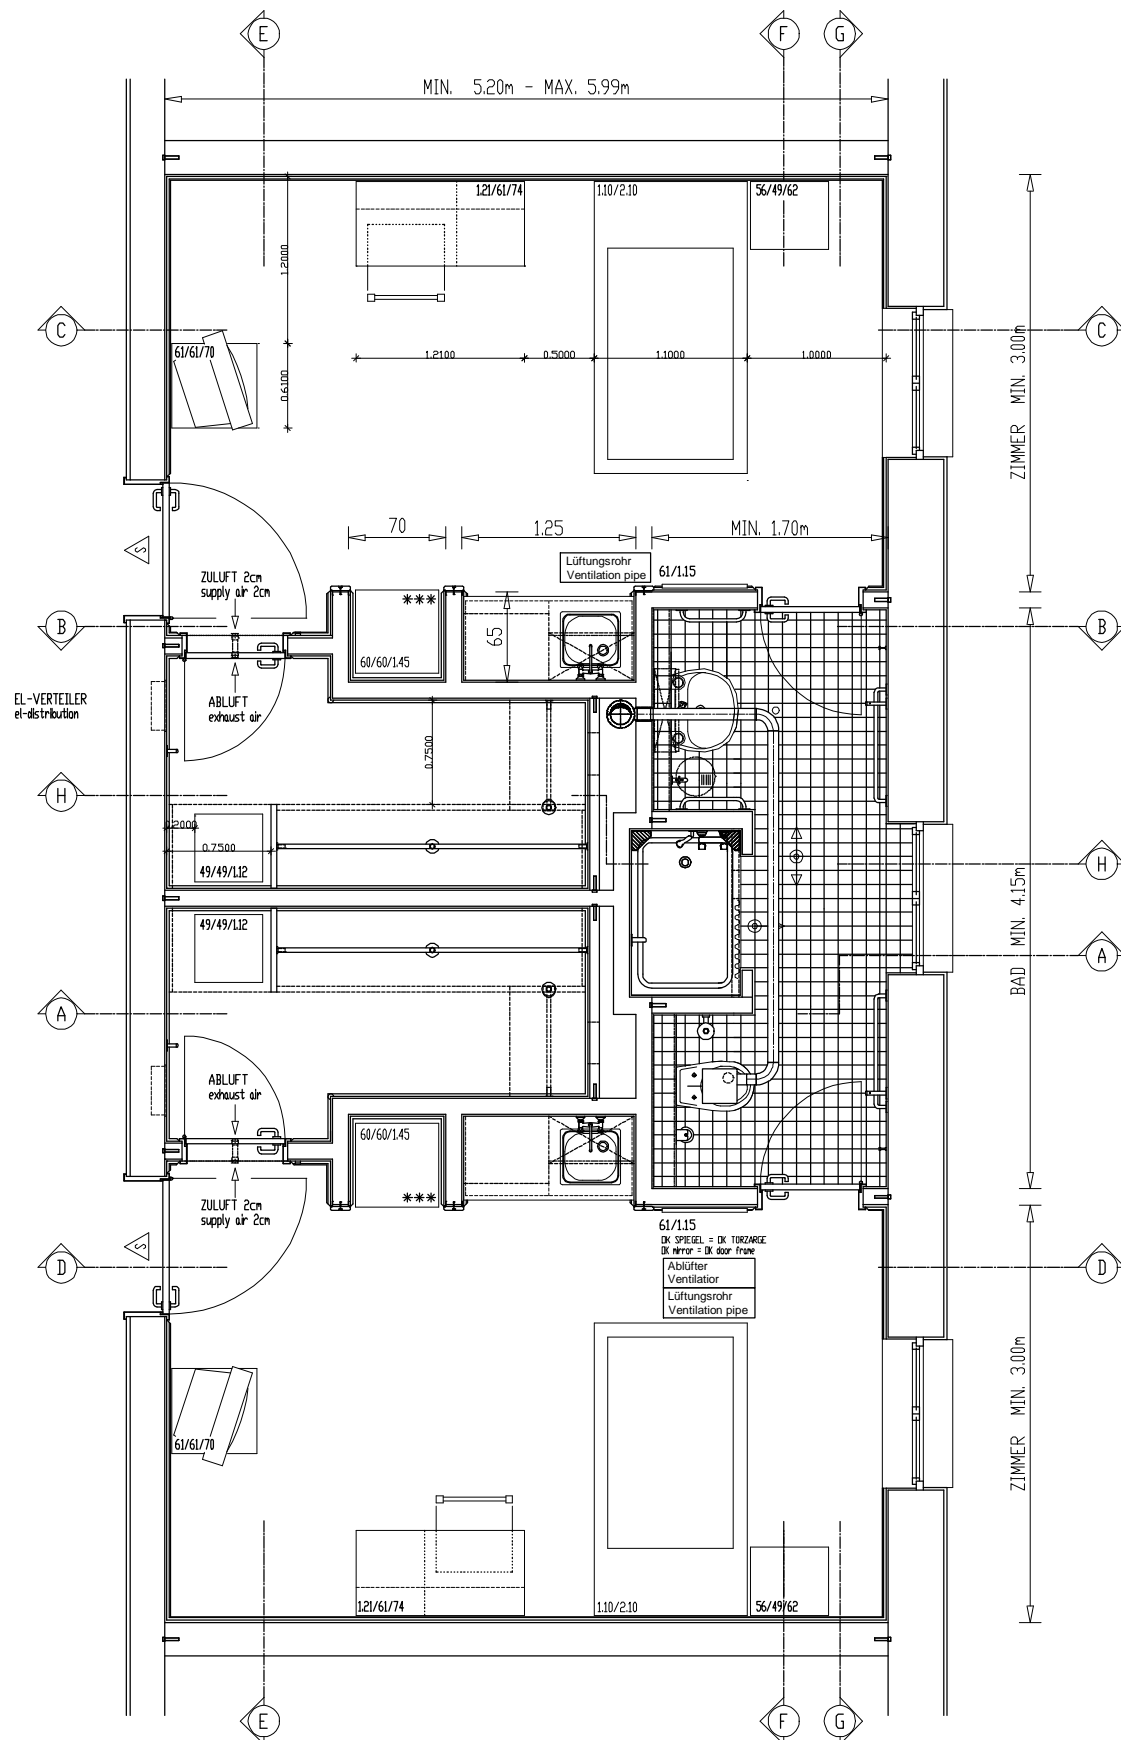 E
F
G
MIN. 5.20m - MAX. 5.99m
1.21/61/74
1.10/2.10
56/49/62
1.2000
C
C
61/61/70
1.2100
0.5000
1.1000
1.0000
0.6100
ZIMMER MIN. 3.00m
70
1.25
MIN. 1.70m
S
Lüftungsrohr
Ventilation pipe
61/1.15
ZULUFT 2cm
supply air 2cm
***
B
B
65
60/60/1.45
EL-VERTEILER
el-distribution
ABLUFT
exhaust air
0.7500
H
0.2000
0.7500
49/49/1.12
H
BAD MIN. 4.15m
49/49/1.12
A
A
ABLUFT
exhaust air
60/60/1.45
***
ZULUFT 2cm
supply air 2cm
S
61/1.15
OK SPIEGEL = OK TÜRZARGE
OK mirror = OK door frame
Ablüfter
Ventilatior
Lüftungsrohr
Ventilation pipe
D
D
ZIMMER MIN. 3.00m
61/61/70
1.21/61/74
1.10/2.10
56/49/62
E
F
G